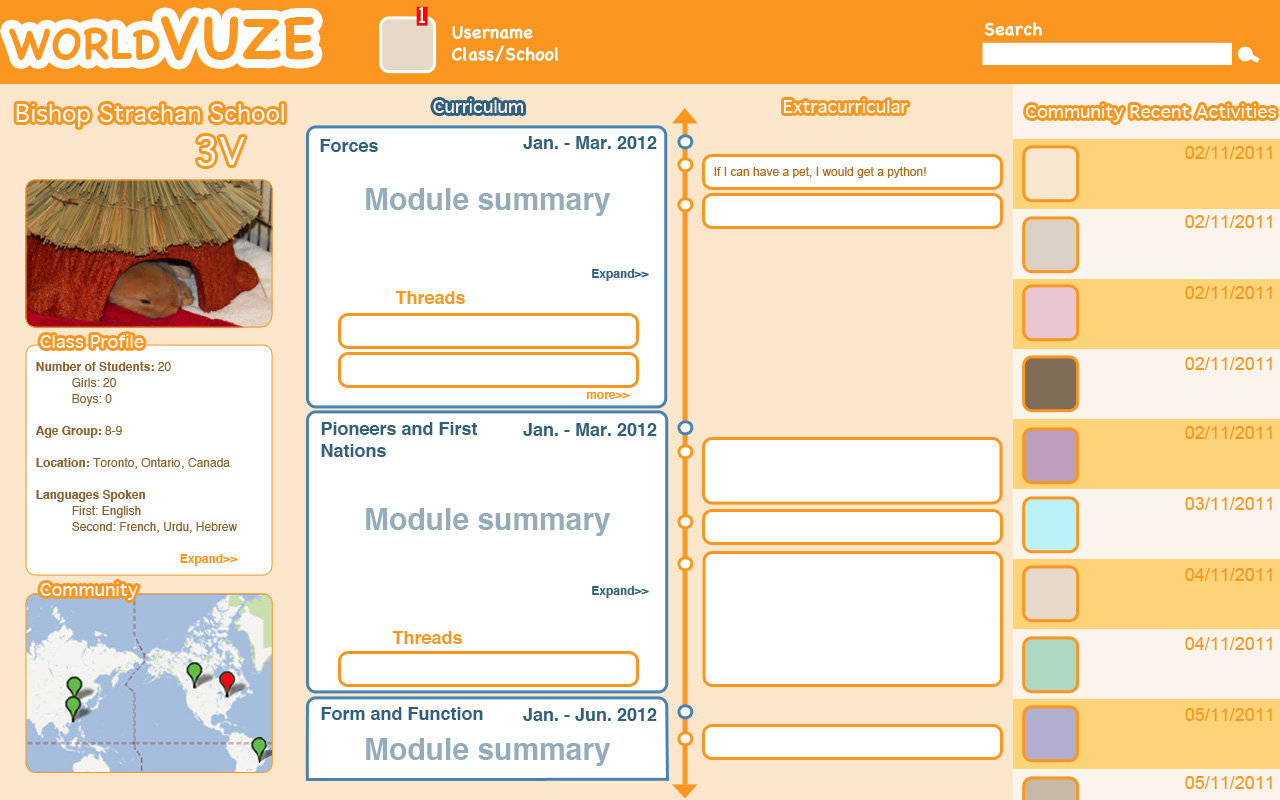 WORLDVUZE
1
Username
Class/School
Search
Bishop Strachan School
3V
Class Profile
Number of Students: 20
Girls: 20
Boys: 0
Age Group: 8-9
Location: Toronto, Ontario, Canada
Languages Spoken
First: English
Second: French, Urdu, Hebrew
Expand>>
Community
Curriculum
Forces
Jan. - Mar. 2012
Module summary
Expand>>
Threads
more>>
Pioneers and First
Nations
Jan. - Mar. 2012
Module summary
Expand>>
Threads
Form and Function
Jan. - Jun. 2012
Module summary
Extracurricular
If I can have a pet, I would get a python!
Community Recent Activities
02/11/2011
02/11/2011
02/11/2011
02/11/2011
02/11/2011
03/11/2011
04/11/2011
04/11/2011
05/11/2011
05/11/2011